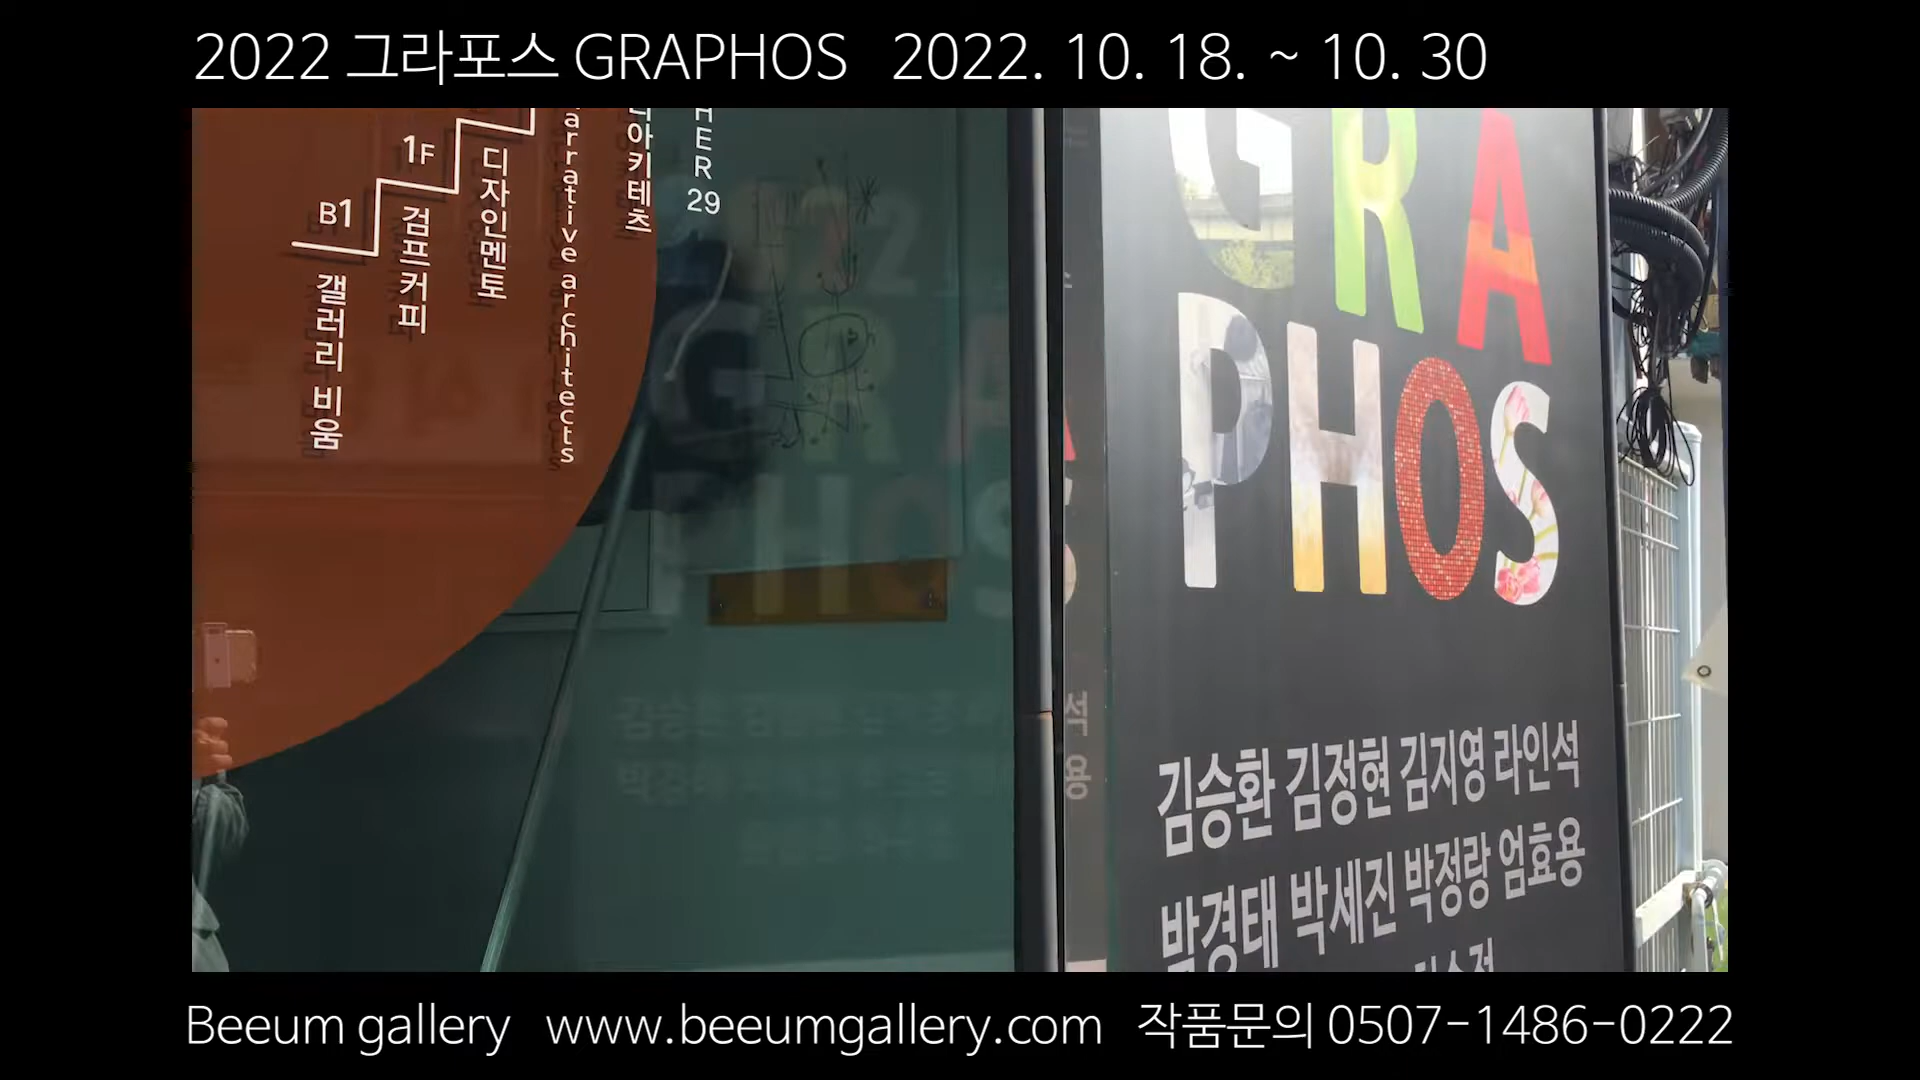 2022 그라포스 GRAPHOS 2022. 10. 18. ~ 10. 30
B1 갤러리 비움
1F 검프커피
디자인멘토
arrative architects
아키테츠
HER 29
GRA
PHOS
김승환 김정현 김지영 라인석
박경태 박세진 박정랑 엄효용
Beeum gallery www.beeumgallery.com 작품문의 0507-1486-0222